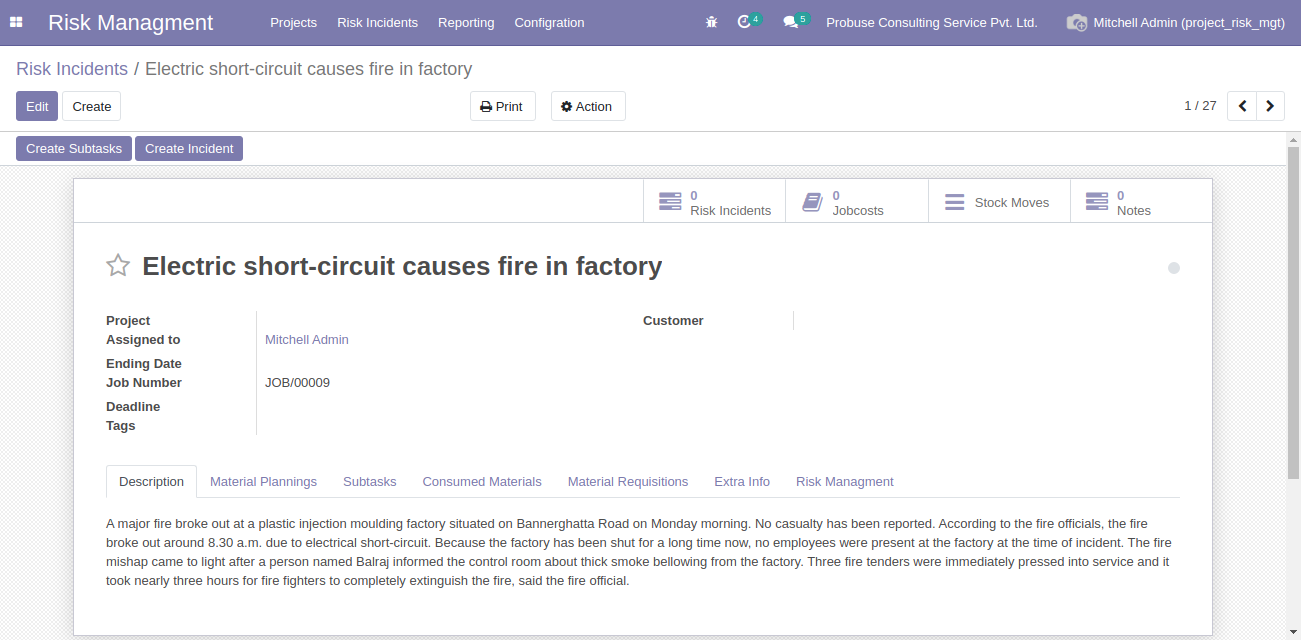 Risk Managment Projects Risk Incidents Reporting Configration 4 5 Probuse Consulting Service Pvt. Ltd. Mitchell Admin (project_risk_mgt)
Risk Incidents / Electric short-circuit causes fire in factory
Edit Create Print Action 1 / 27
Create Subtasks Create Incident
0 Risk Incidents
0 Jobcosts
Stock Moves
0 Notes
Electric short-circuit causes fire in factory
Project
Customer
Assigned to Mitchell Admin
Ending Date
Job Number JOB/00009
Deadline
Tags
Description Material Plannings Subtasks Consumed Materials Material Requisitions Extra Info Risk Managment
A major fire broke out at a plastic injection moulding factory situated on Bannerghatta Road on Monday morning. No casualty has been reported. According to the fire officials, the fire
broke out around 8.30 a.m. due to electrical short-circuit. Because the factory has been shut for a long time now, no employees were present at the factory at the time of incident. The fire
mishap came to light after a person named Balraj informed the control room about thick smoke bellowing from the factory. Three fire tenders were immediately pressed into service and it
took nearly three hours for fire fighters to completely extinguish the fire, said the fire official.